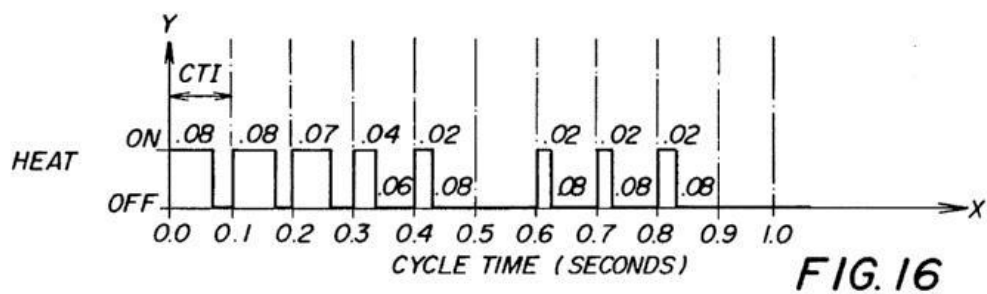 Y
CTI
ON .08 .08 .07 .04 .02 .02 .02 .02
HEAT
OFF .06 .08 .08 .08 .08 X
0.0 0.1 0.2 0.3 0.4 0.5 0.6 0.7 0.8 0.9 1.0
CYCLE TIME (SECONDS)
FIG. 16